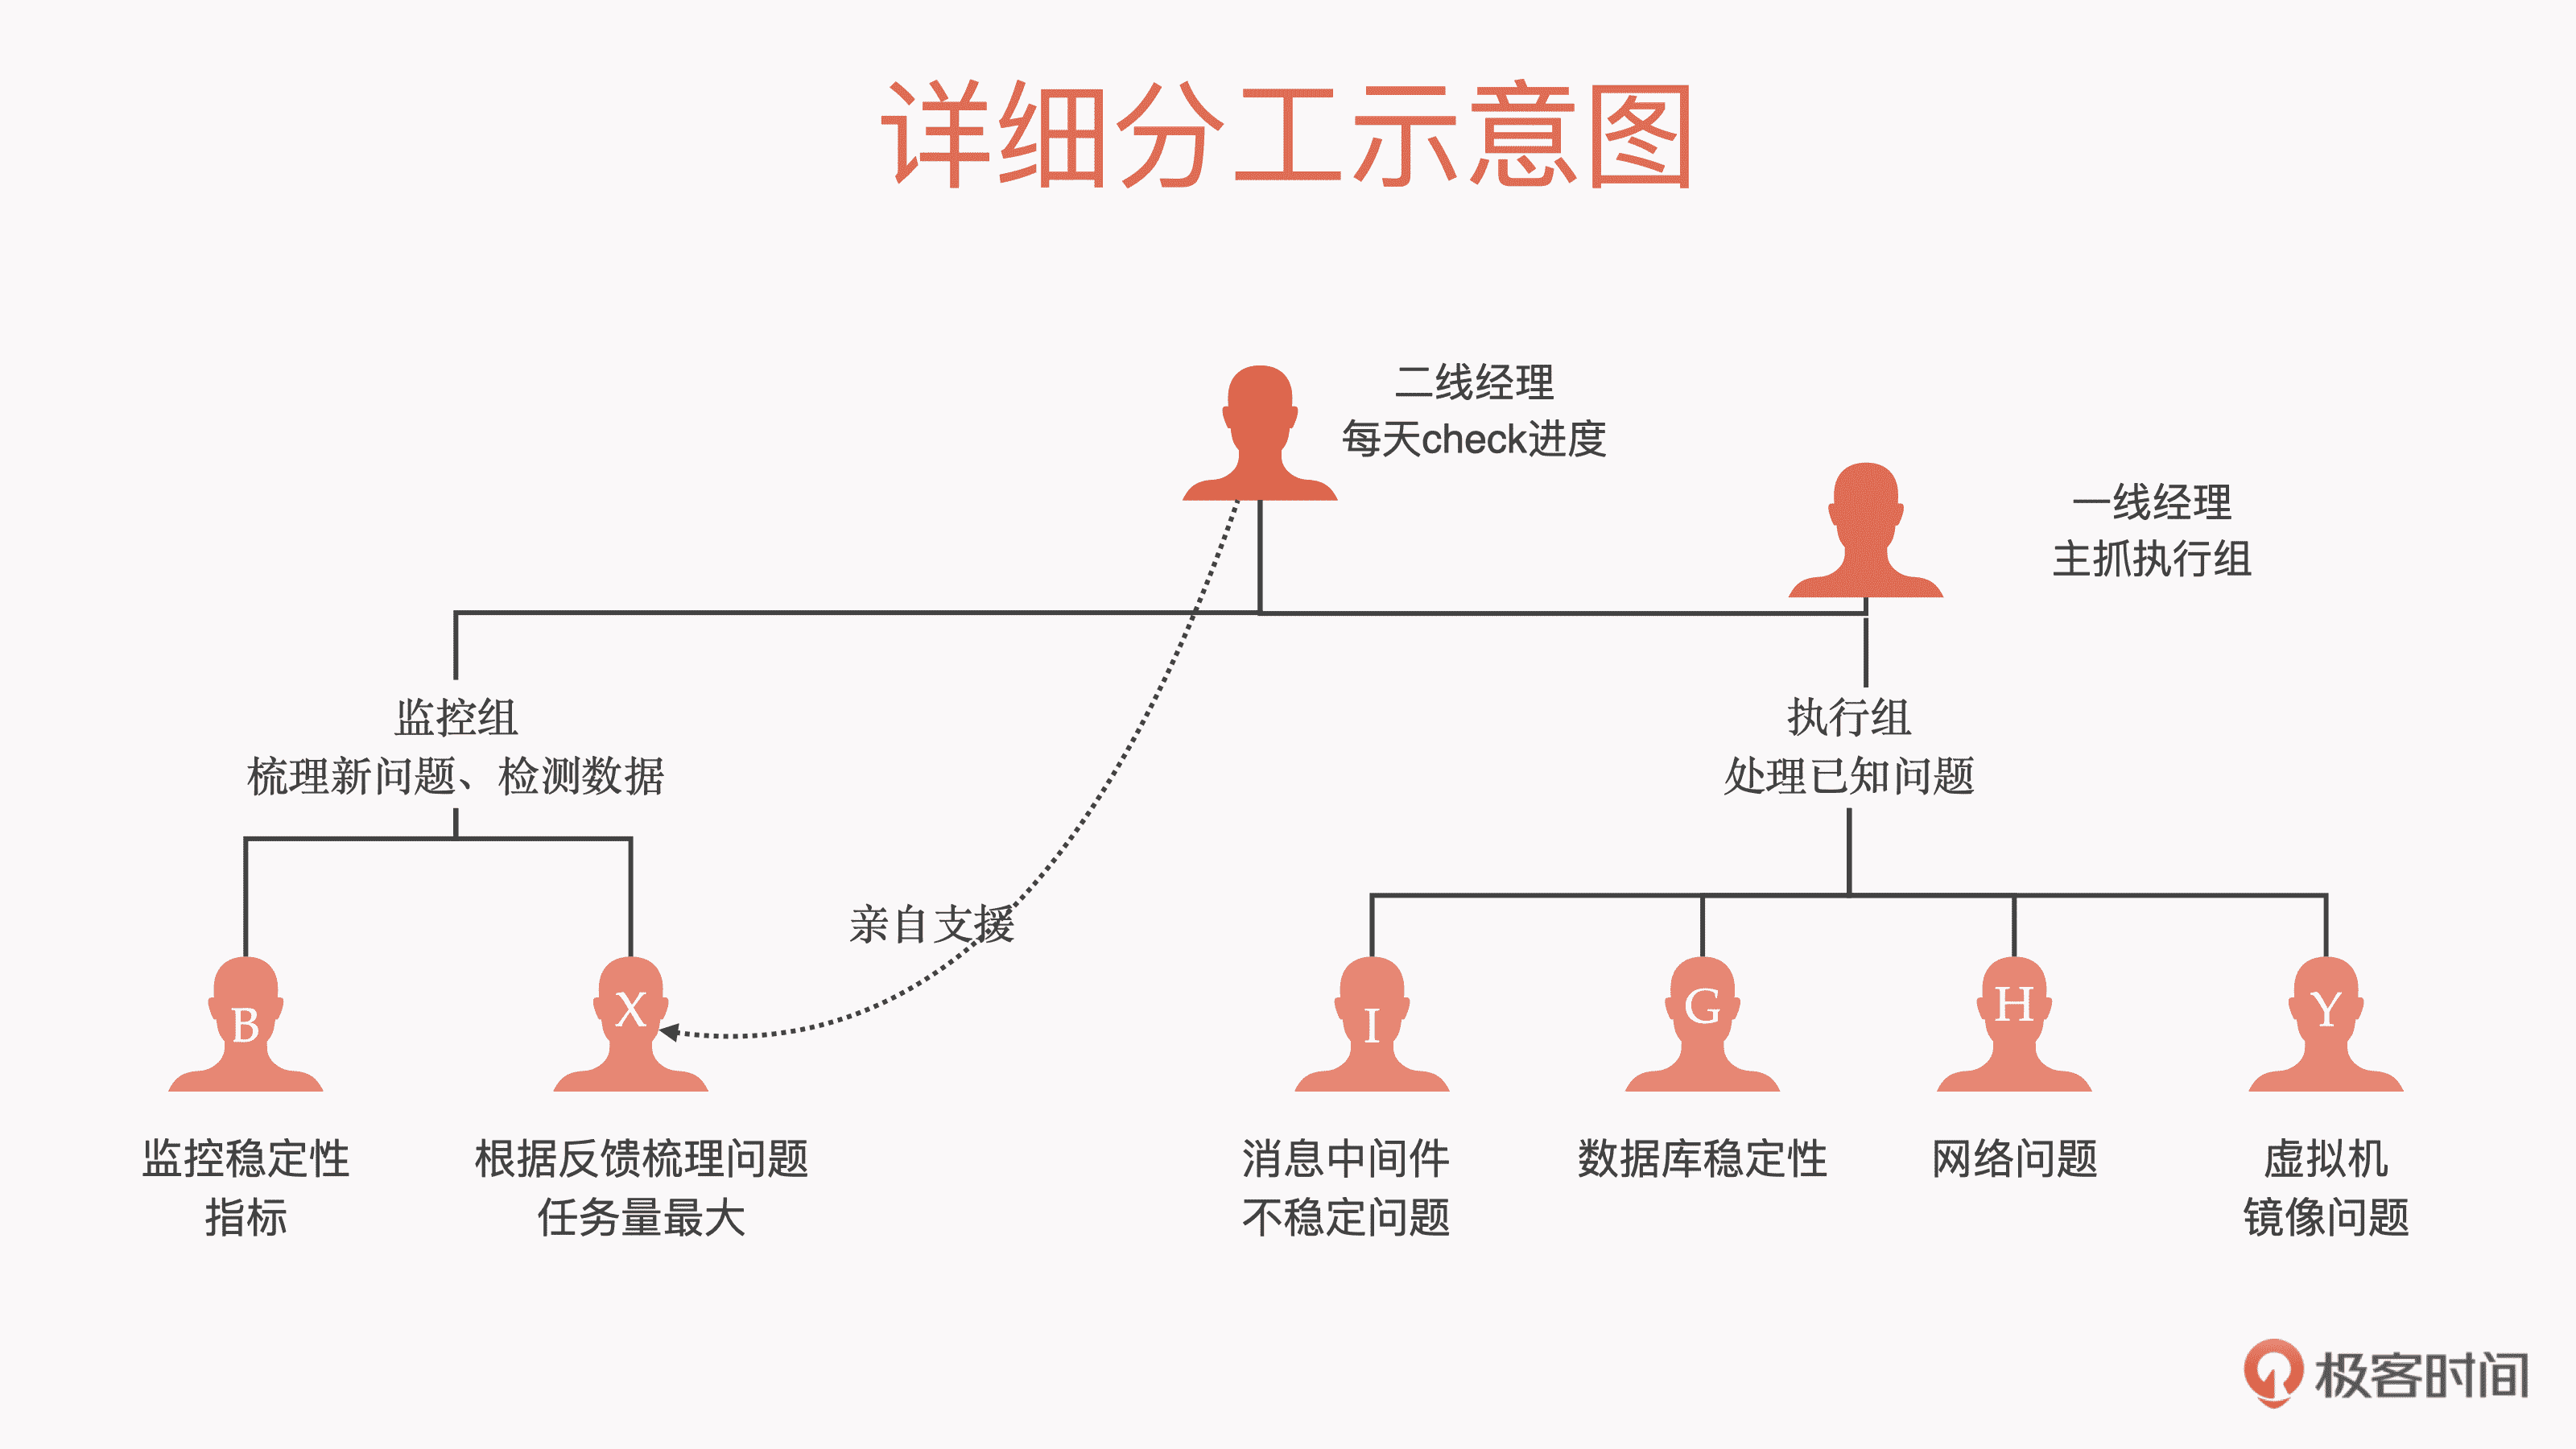 详细分工示意图
二线经理
每天check进度
一线经理
主抓执行组
监控组
梳理新问题、检测数据
执行组
处理已知问题
亲自支援
B
X
I
G
H
Y
监控稳定性
指标
根据反馈梳理问题
任务量最大
消息中间件
不稳定问题
数据库稳定性
网络问题
虚拟机
镜像问题
极客时间